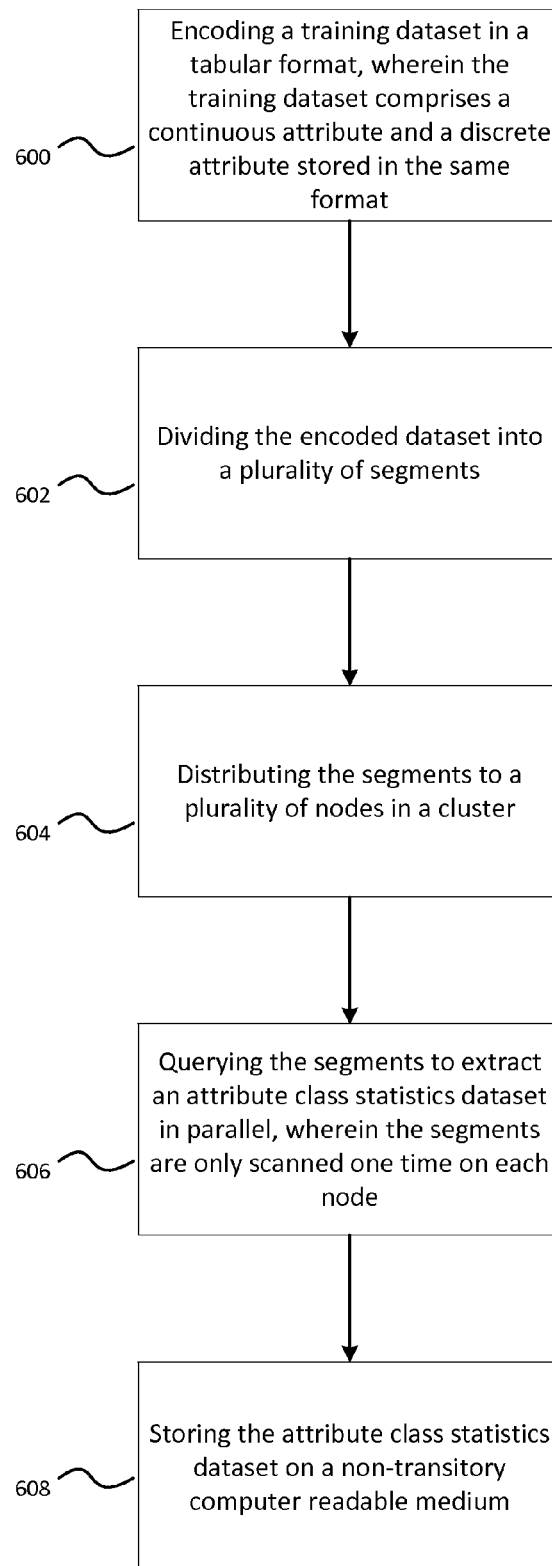 Encoding a training dataset in a
tabular format, wherein the
training dataset comprises a
continuous attribute and a discrete
attribute stored in the same
format
600
Dividing the encoded dataset into
a plurality of segments
602
Distributing the segments to a
plurality of nodes in a cluster
604
Querying the segments to extract
an attribute class statistics dataset
in parallel, wherein the segments
are only scanned one time on each
node
606
Storing the attribute class statistics
dataset on a non-transitory
computer readable medium
608